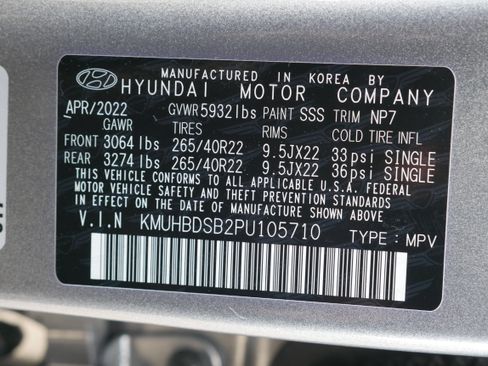 MANUFACTURED IN KOREA BY
HYUNDAI MOTOR COMPANY
APR/2022 GVWR 5932 lbs PAINT SSS TRIM NP7
GAWR TIRES RIMS COLD TIRE INFL
FRONT 3064 lbs 265/40R22 9.5JX22 33psi SINGLE
REAR 3274 lbs 265/40R22 9.5JX22 36psi SINGLE
THIS VEHICLE CONFORMS TO ALL APPLICABLE U.S.A. FEDERAL
MOTOR VEHICLE SAFETY AND THEFT PREVENTION STANDARDS
IN EFFECT ON THE DATE OF MANUFACTURE SHOWN ABOVE.
V.I.N KMUHBDSB2PU105710 TYPE : MPV